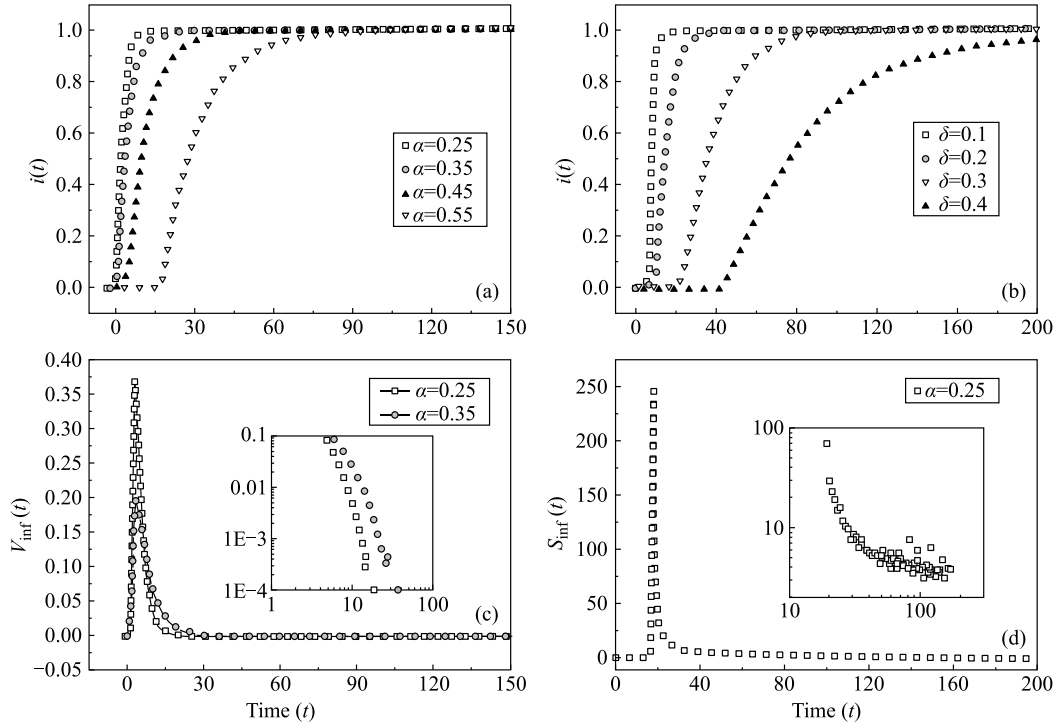 1.0
0.8
0.6
0.4
0.2
0.0
i(t)
α=0.25
α=0.35
α=0.45
α=0.55
(a)
0 30 60 90 120 150
1.0
0.8
0.6
0.4
0.2
0.0
i(t)
δ=0.1
δ=0.2
δ=0.3
δ=0.4
(b)
0 40 80 120 160 200
0.40
0.35
0.30
0.25
0.20
0.15
0.10
0.05
0.00
−0.05
V_inf (t)
α=0.25
α=0.35
0.1
0.01
1E−3
1E−4
1 10 100
(c)
0 30 60 90 120 150
Time (t)
250
200
150
100
50
0
S_inf (t)
α=0.25
100
10
10 100
(d)
0 40 80 120 160 200
Time (t)